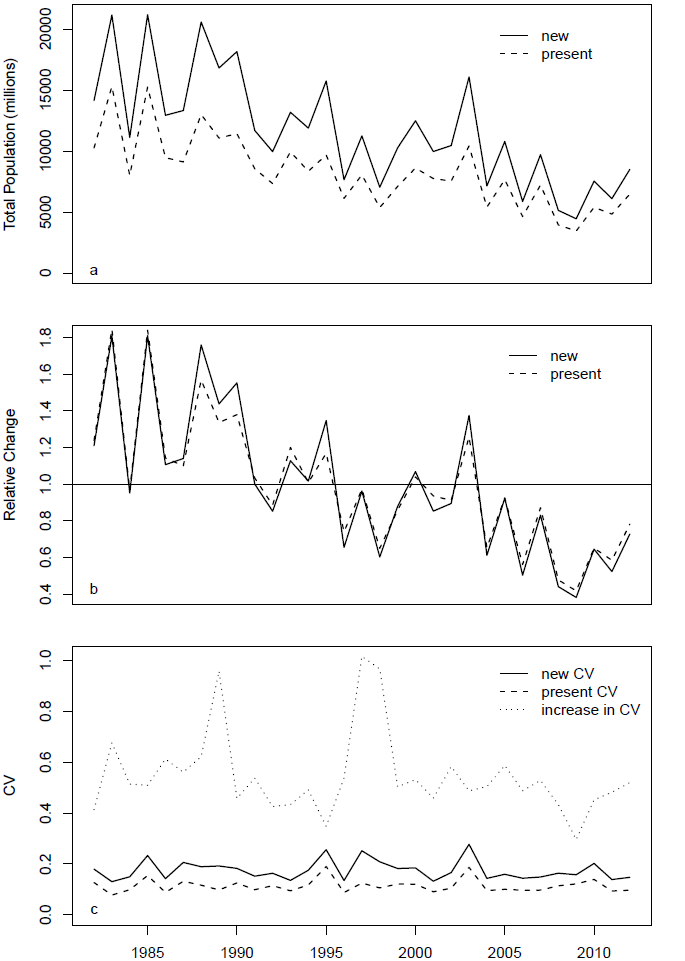 Total Population (millions)
20000
15000
10000
5000
0
new
present
a
Relative Change
1.8
1.6
1.4
1.2
1.0
0.8
0.6
0.4
new
present
b
CV
1.0
0.8
0.6
0.4
0.2
0.0
new CV
present CV
increase in CV
c
1985 1990 1995 2000 2005 2010